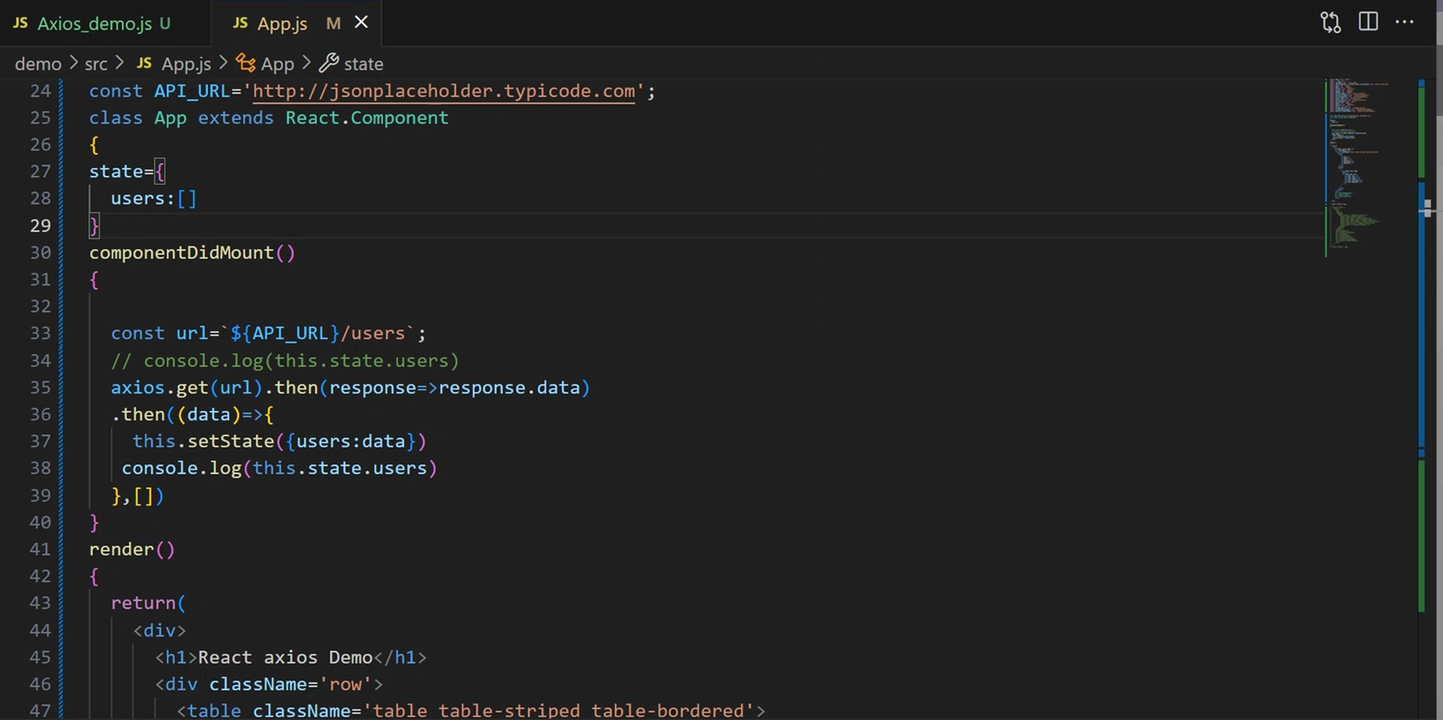 JS Axios_demo.js U JS App.js M
demo > src > JS App.js > App > state
24 const API_URL='http://jsonplaceholder.typicode.com';
25 class App extends React.Component
26 {
27 state={
28 users:[]
29 }
30 componentDidMount()
31 {
32
33 const url=`${API_URL}/users`;
34 // console.log(this.state.users)
35 axios.get(url).then(response=>response.data)
36 .then((data)=>{
37 this.setState({users:data})
38 console.log(this.state.users)
39 },[])
40 }
41 render()
42 {
43 return(
44 <div>
45 <h1>React axios Demo</h1>
46 <div className='row'>
47 <table className='table table-striped table-bordered'>